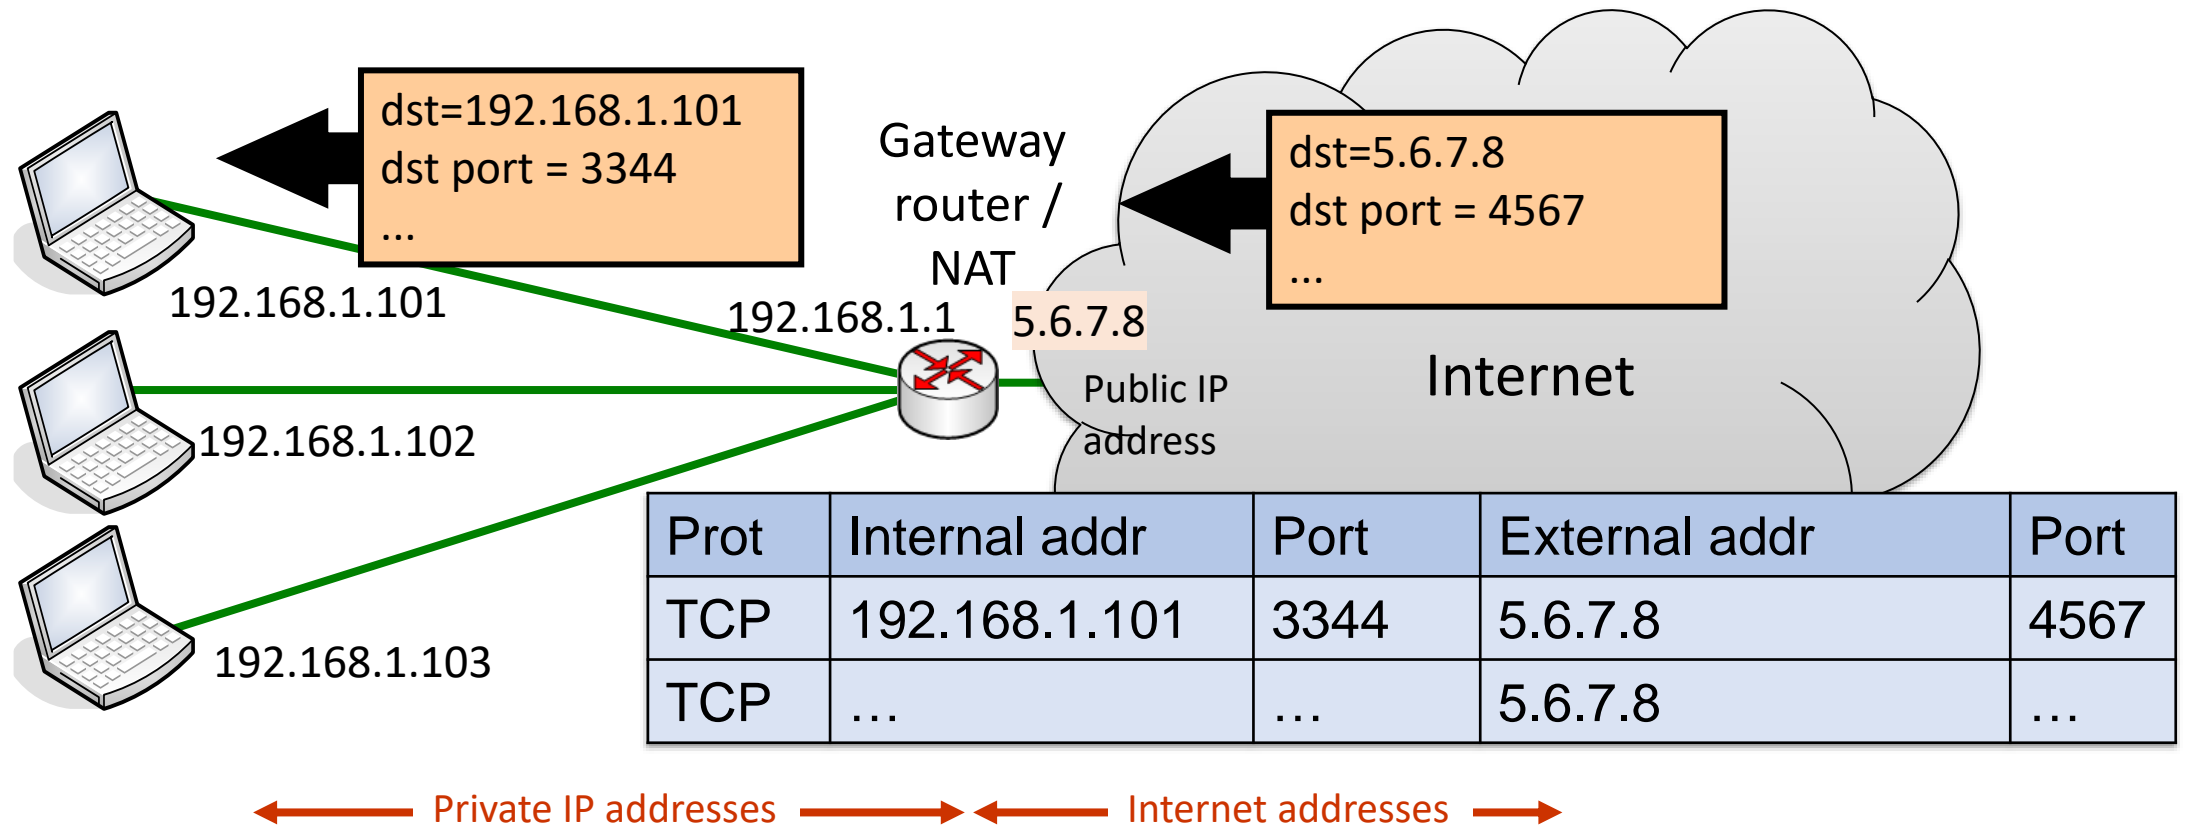 dst=192.168.1.101
dst port = 3344
...
Gateway
router /
NAT
dst=5.6.7.8
dst port = 4567
...
192.168.1.101
192.168.1.1
5.6.7.8
Internet
Public IP
address
192.168.1.102
192.168.1.103
Prot Internal addr Port External addr Port
TCP 192.168.1.101 3344 5.6.7.8 4567
TCP … … 5.6.7.8 …
Private IP addresses
Internet addresses